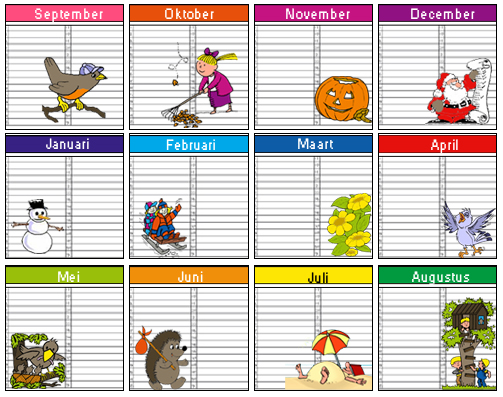 September Oktober November December
Januari Februari Maart April
Mei Juni Juli Augustus